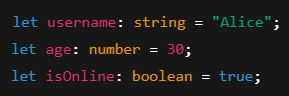 let username: string = "Alice";
let age: number = 30;
let isOnline: boolean = true;